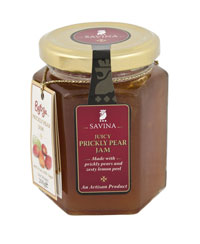 SAVINA
JUICY
PRICKLY PEAR
JAM
Made with
prickly pears and
zesty lemon peel
An Artisan Product